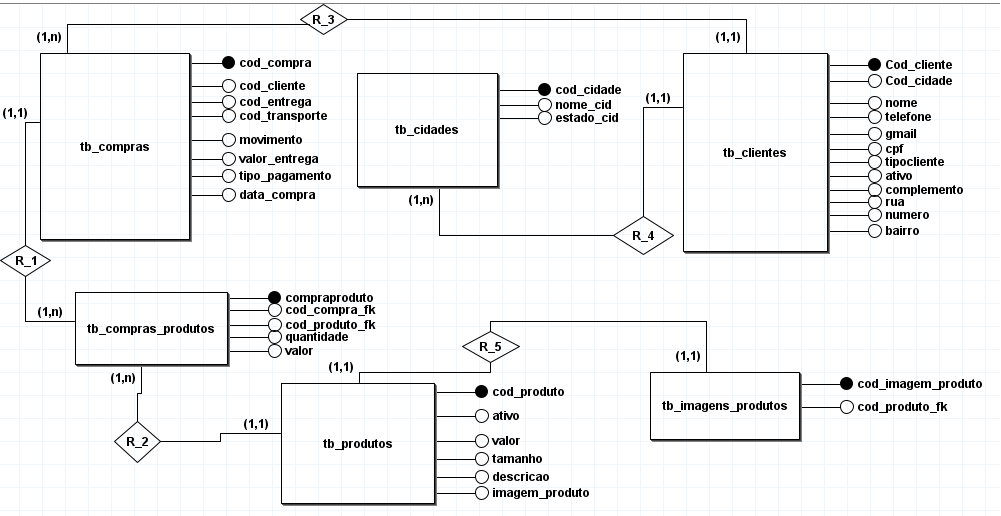 R_3
(1,n)
(1,1)
tb_compras
cod_compra
cod_cliente
cod_entrega
cod_transporte
movimento
valor_entrega
tipo_pagamento
data_compra
(1,1)
tb_cidades
cod_cidade
nome_cid
estado_cid
(1,n)
(1,1)
R_4
tb_clientes
Cod_cliente
Cod_cidade
nome
telefone
gmail
cpf
tipocliente
ativo
complemento
rua
numero
bairro
R_1
(1,n)
tb_compras_produtos
compraproduto
cod_compra_fk
cod_produto_fk
quantidade
valor
(1,n)
R_2
(1,1)
(1,1)
R_5
(1,1)
tb_produtos
cod_produto
ativo
valor
tamanho
descricao
imagem_produto
tb_imagens_produtos
cod_imagem_produto
cod_produto_fk